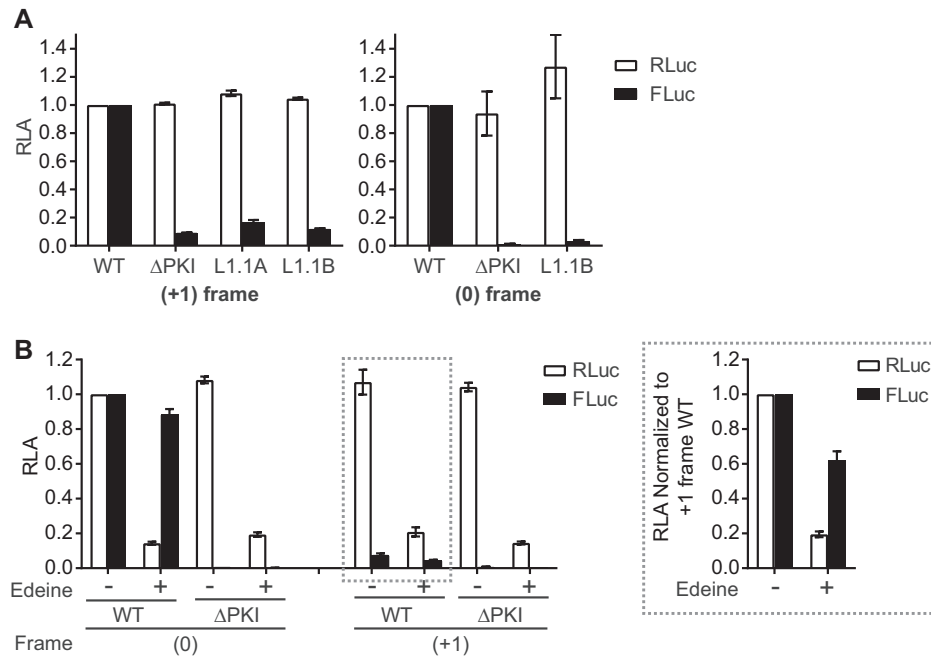 A
RLA
1.4
1.2
1.0
0.8
0.6
0.4
0.2
0.0
WT ΔPKI L1.1A L1.1B
(+1) frame
1.4
1.2
1.0
0.8
0.6
0.4
0.2
0.0
WT ΔPKI L1.1B
(0) frame
RLuc
FLuc
B
RLA
1.2
1.0
0.8
0.6
0.4
0.2
0.0
Edeine - + - + - + - +
WT ΔPKI WT ΔPKI
Frame (0) (+1)
RLuc
FLuc
RLA Normalized to
+1 frame WT
1.2
1.0
0.8
0.6
0.4
0.2
0.0
Edeine - +
RLuc
FLuc